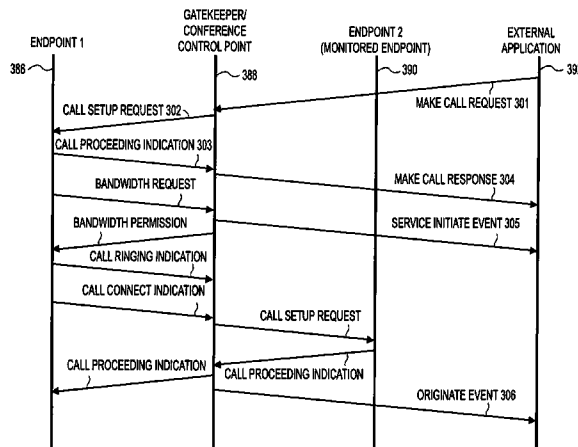 ENDPOINT 1
GATEKEEPER/
CONFERENCE
CONTROL POINT
ENDPOINT 2
(MONITORED ENDPOINT)
EXTERNAL
APPLICATION
386
388
390
39
MAKE CALL REQUEST 301
CALL SETUP REQUEST 302
CALL PROCEEDING INDICATION 303
MAKE CALL RESPONSE 304
BANDWIDTH REQUEST
BANDWIDTH PERMISSION
SERVICE INITIATE EVENT 305
CALL RINGING INDICATION
CALL CONNECT INDICATION
CALL SETUP REQUEST
CALL PROCEEDING INDICATION
CALL PROCEEDING INDICATION
ORIGINATE EVENT 306